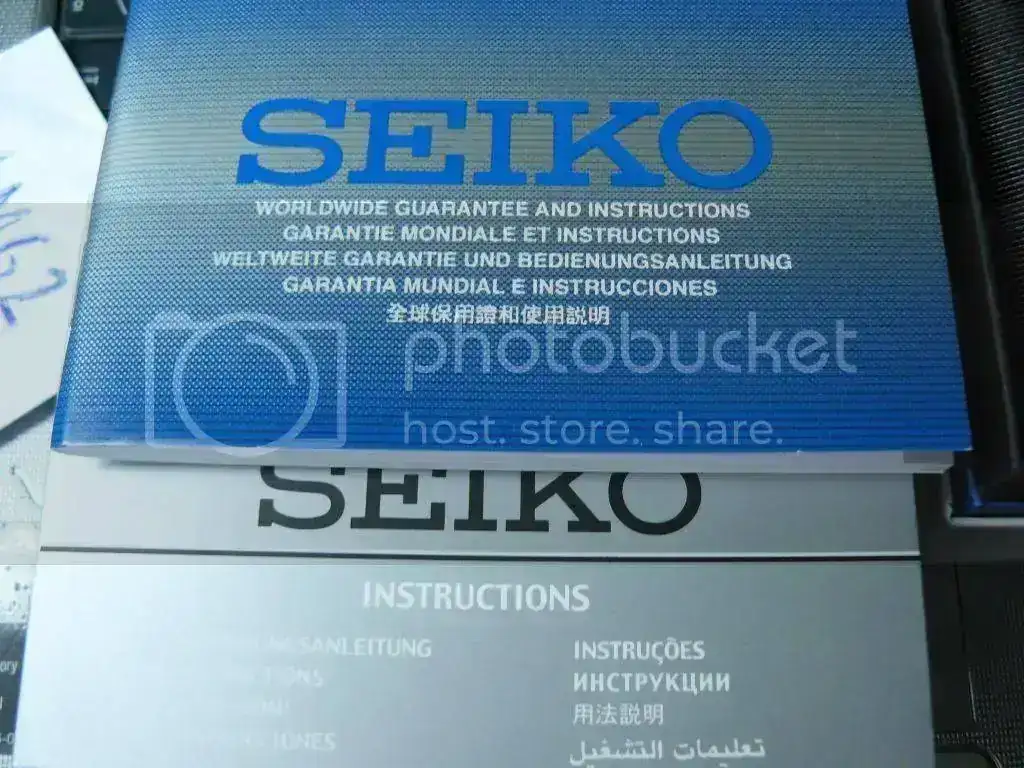 SEIKO
WORLDWIDE GUARANTEE AND INSTRUCTIONS
GARANTIE MONDIALE ET INSTRUCTIONS
WELTWEITE GARANTIE UND BEDIENUNGSANLEITUNG
GARANTIA MUNDIAL E INSTRUCCIONES
全球保用證和使用説明
photobucket
host. store. share.
SEIKO
INSTRUCTIONS
INSTRUÇÕES
ИНСТРУКЦИИ
用法説明
تعليمات التشغيل